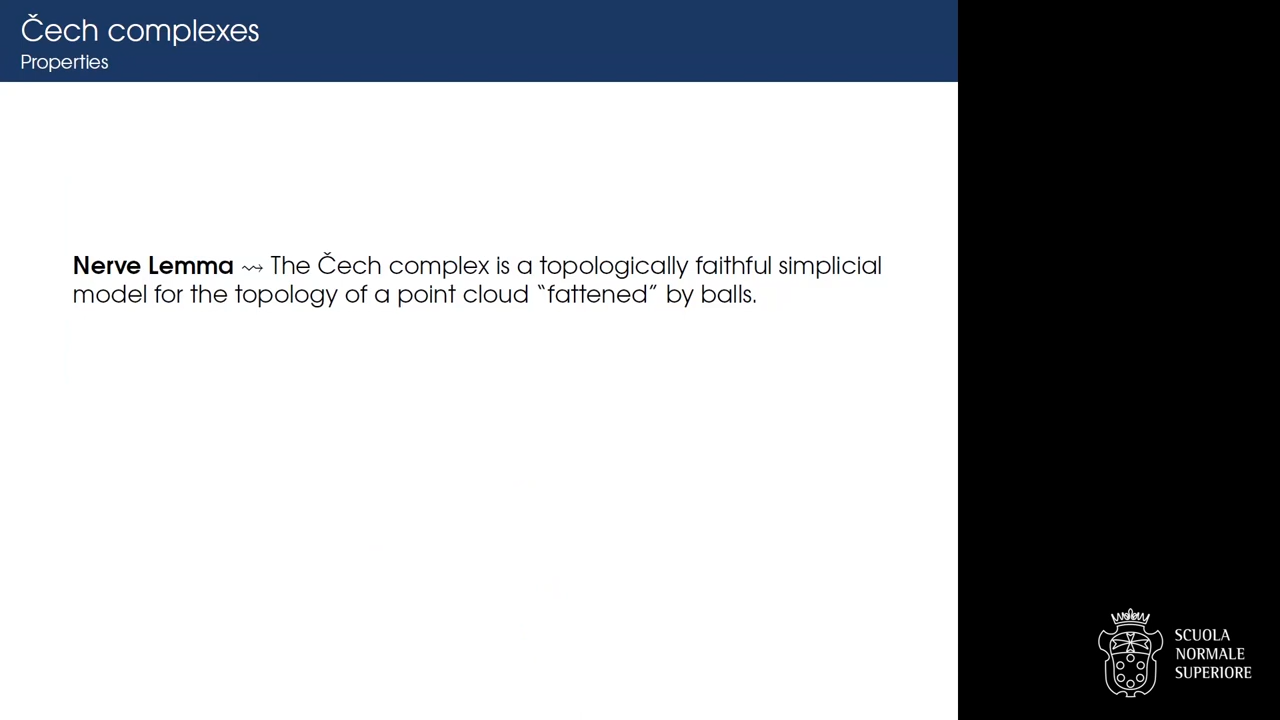 Čech complexes
Properties
Nerve Lemma ⇝ The Čech complex is a topologically faithful simplicial
model for the topology of a point cloud “fattened” by balls.
SCUOLA
NORMALE
SUPERIORE